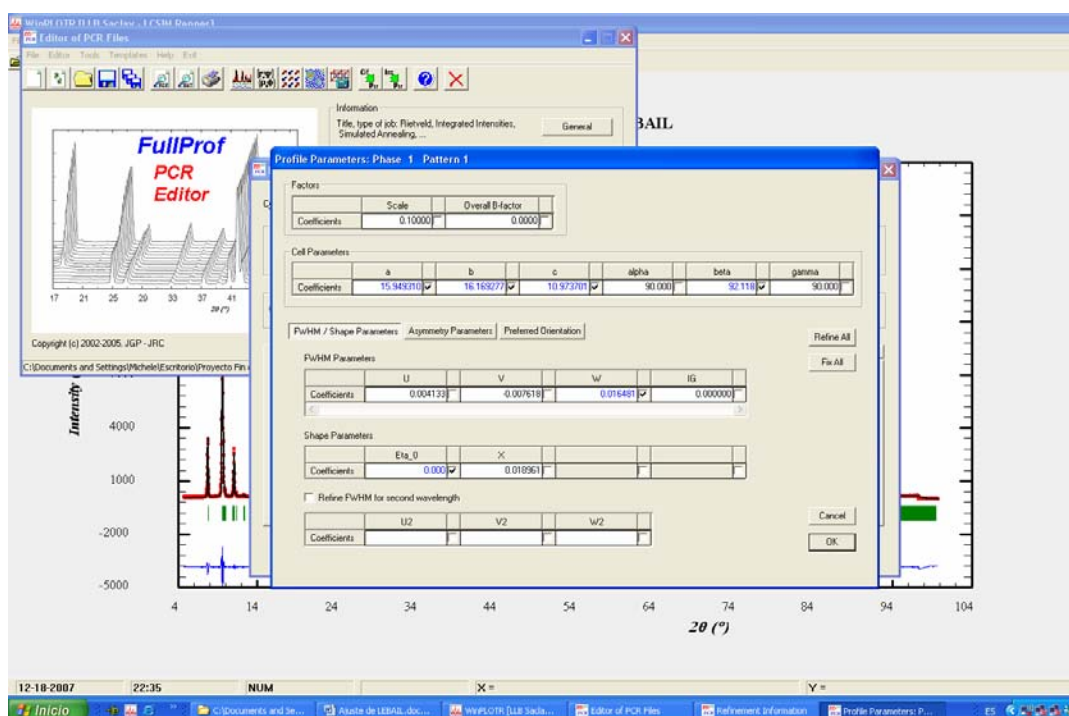 WinPLOTR [LLB Saclay - LCSIM Rennes]
Editor of PCR Files
File Editor Tools Templates Help Exit
Information
Title, type of job: Rietveld, Integrated Intensities,
Simulated Annealing, ...
General
BAIL
FullProf
PCR
Editor
17 21 25 29 33 37 41
2θ (°)
Copyright (c) 2002-2005. JGP - JRC
C:\Documents and Settings\Michele\Escritorio\Proyecto Fin
Profile Parameters: Phase 1 Pattern 1
Factors
Scale Overall B-factor
Coefficients 0.10000 0.0000
Cell Parameters
a b c alpha beta gamma
Coefficients 15.949310 16.169277 10.973701 90.000 92.118 90.000
FWHM / Shape Parameters Asymmetry Parameters Preferred Orientation
Refine All
Fix All
FWHM Parameters
U V W IG
Coefficients 0.004133 -0.007618 0.016481 0.000000
Shape Parameters
Eta_0 X
Coefficients 0.000 0.018961
Refine FWHM for second wavelength
U2 V2 W2
Coefficients
Cancel
OK
Intensity
4000
1000
-2000
-5000
4 14 24 34 44 54 64 74 84 94 104
2θ (°)
12-18-2007 22:35 NUM X = Y =
Inicio C:\Documents and Se... Ajuste de LEBAIL.doc... WinPLOTR [LLB Sacla... Editor of PCR Files Refinement Information Profile Parameters: P... ES